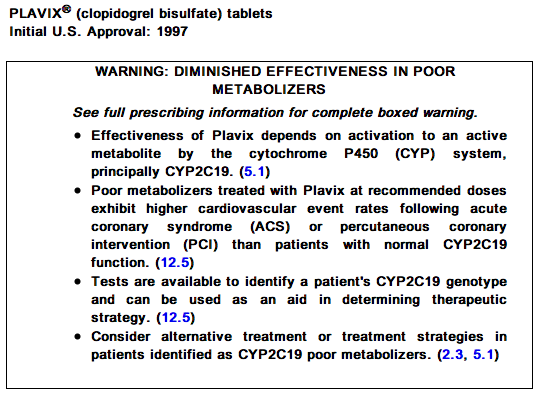 PLAVIX® (clopidogrel bisulfate) tablets
Initial U.S. Approval: 1997
WARNING: DIMINISHED EFFECTIVENESS IN POOR
METABOLIZERS
See full prescribing information for complete boxed warning.
● Effectiveness of Plavix depends on activation to an active
metabolite by the cytochrome P450 (CYP) system,
principally CYP2C19. (5.1)
● Poor metabolizers treated with Plavix at recommended doses
exhibit higher cardiovascular event rates following acute
coronary syndrome (ACS) or percutaneous coronary
intervention (PCI) than patients with normal CYP2C19
function. (12.5)
● Tests are available to identify a patient's CYP2C19 genotype
and can be used as an aid in determining therapeutic
strategy. (12.5)
● Consider alternative treatment or treatment strategies in
patients identified as CYP2C19 poor metabolizers. (2.3, 5.1)